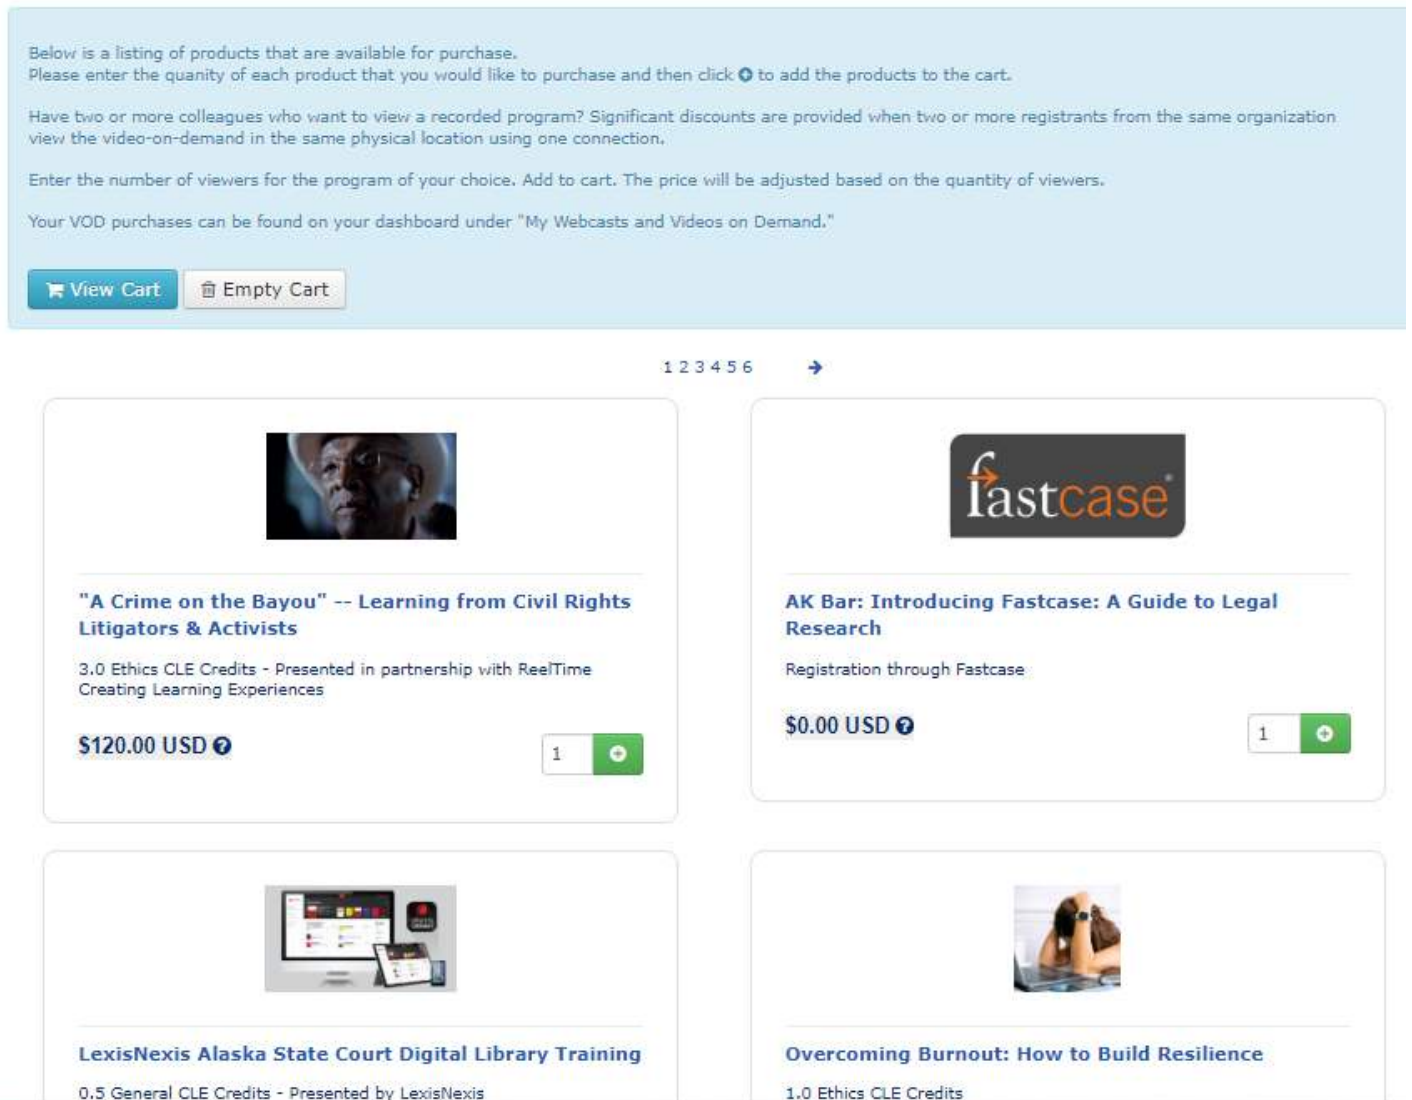 Below is a listing of products that are available for purchase.
Please enter the quanity of each product that you would like to purchase and then click to add the products to the cart.
Have two or more colleagues who want to view a recorded program? Significant discounts are provided when two or more registrants from the same organization
view the video-on-demand in the same physical location using one connection.
Enter the number of viewers for the program of your choice. Add to cart. The price will be adjusted based on the quantity of viewers.
Your VOD purchases can be found on your dashboard under "My Webcasts and Videos on Demand."
View Cart
Empty Cart
1 2 3 4 5 6
"A Crime on the Bayou" -- Learning from Civil Rights
Litigators & Activists
3.0 Ethics CLE Credits - Presented in partnership with ReelTime
Creating Learning Experiences
$120.00 USD
1
fastcase
AK Bar: Introducing Fastcase: A Guide to Legal
Research
Registration through Fastcase
$0.00 USD
1
LexisNexis Alaska State Court Digital Library Training
0.5 General CLE Credits - Presented by LexisNexis
Overcoming Burnout: How to Build Resilience
1.0 Ethics CLE Credits